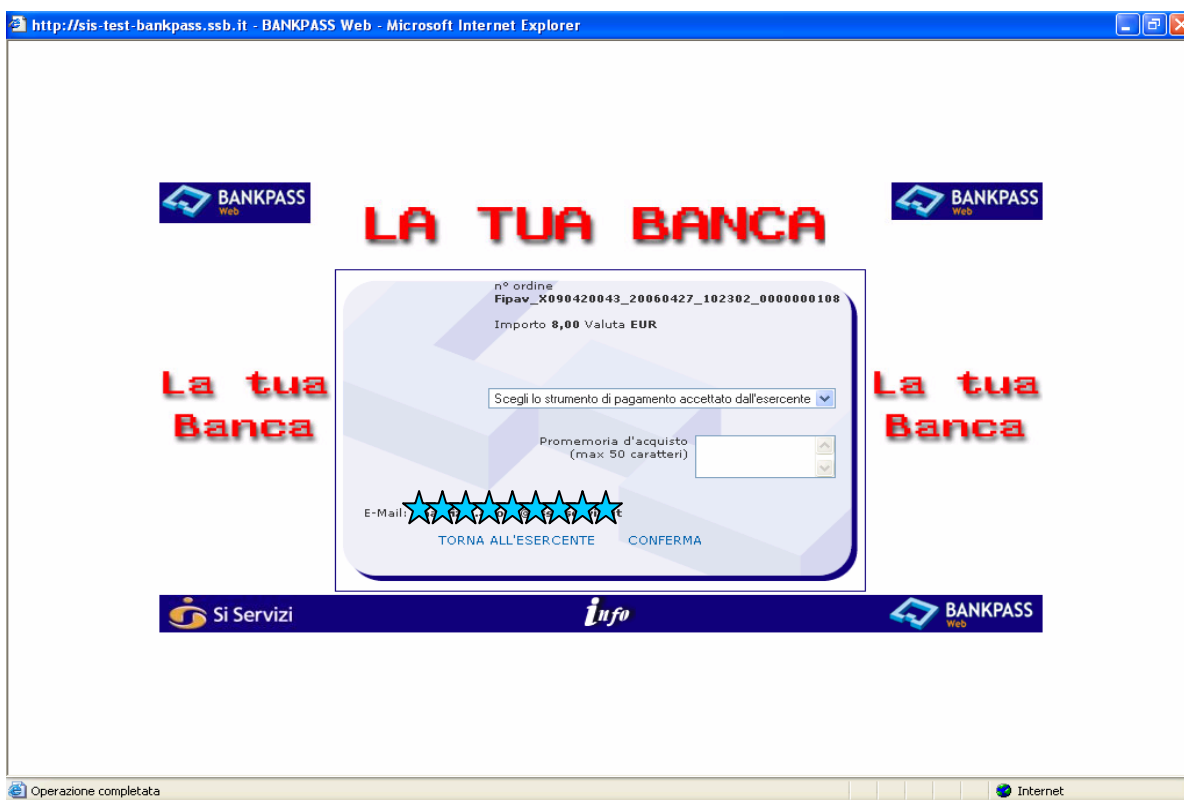 http://sis-test-bankpass.ssb.it - BANKPASS Web - Microsoft Internet Explorer
BANKPASS
Web
BANKPASS
Web
LA TUA BANCA
n° ordine
Fipav_X090420043_20060427_102302_0000000108
Importo 8,00 Valuta EUR
La tua
Banca
La tua
Banca
Scegli lo strumento di pagamento accettato dall'esercente
Promemoria d'acquisto
(max 50 caratteri)
E-Mail:
TORNA ALL'ESERCENTE CONFERMA
Si Servizi
info
BANKPASS
Web
Operazione completata
Internet